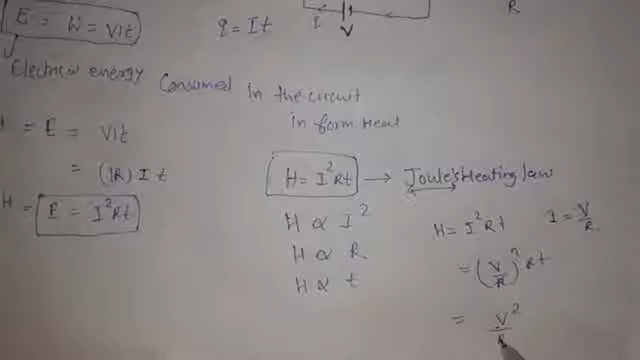 E = W = VIt
q = It
I
V
R
Electrical energy Consumed In the circuit
In form Heat
= E = VIt
= (IR) I t
H = E = I²Rt
H = I²Rt → Joule's Heating law
H ∝ I²
H ∝ R
H ∝ t
H = I²Rt I = V/R
= (V/R)² Rt
= V²/R